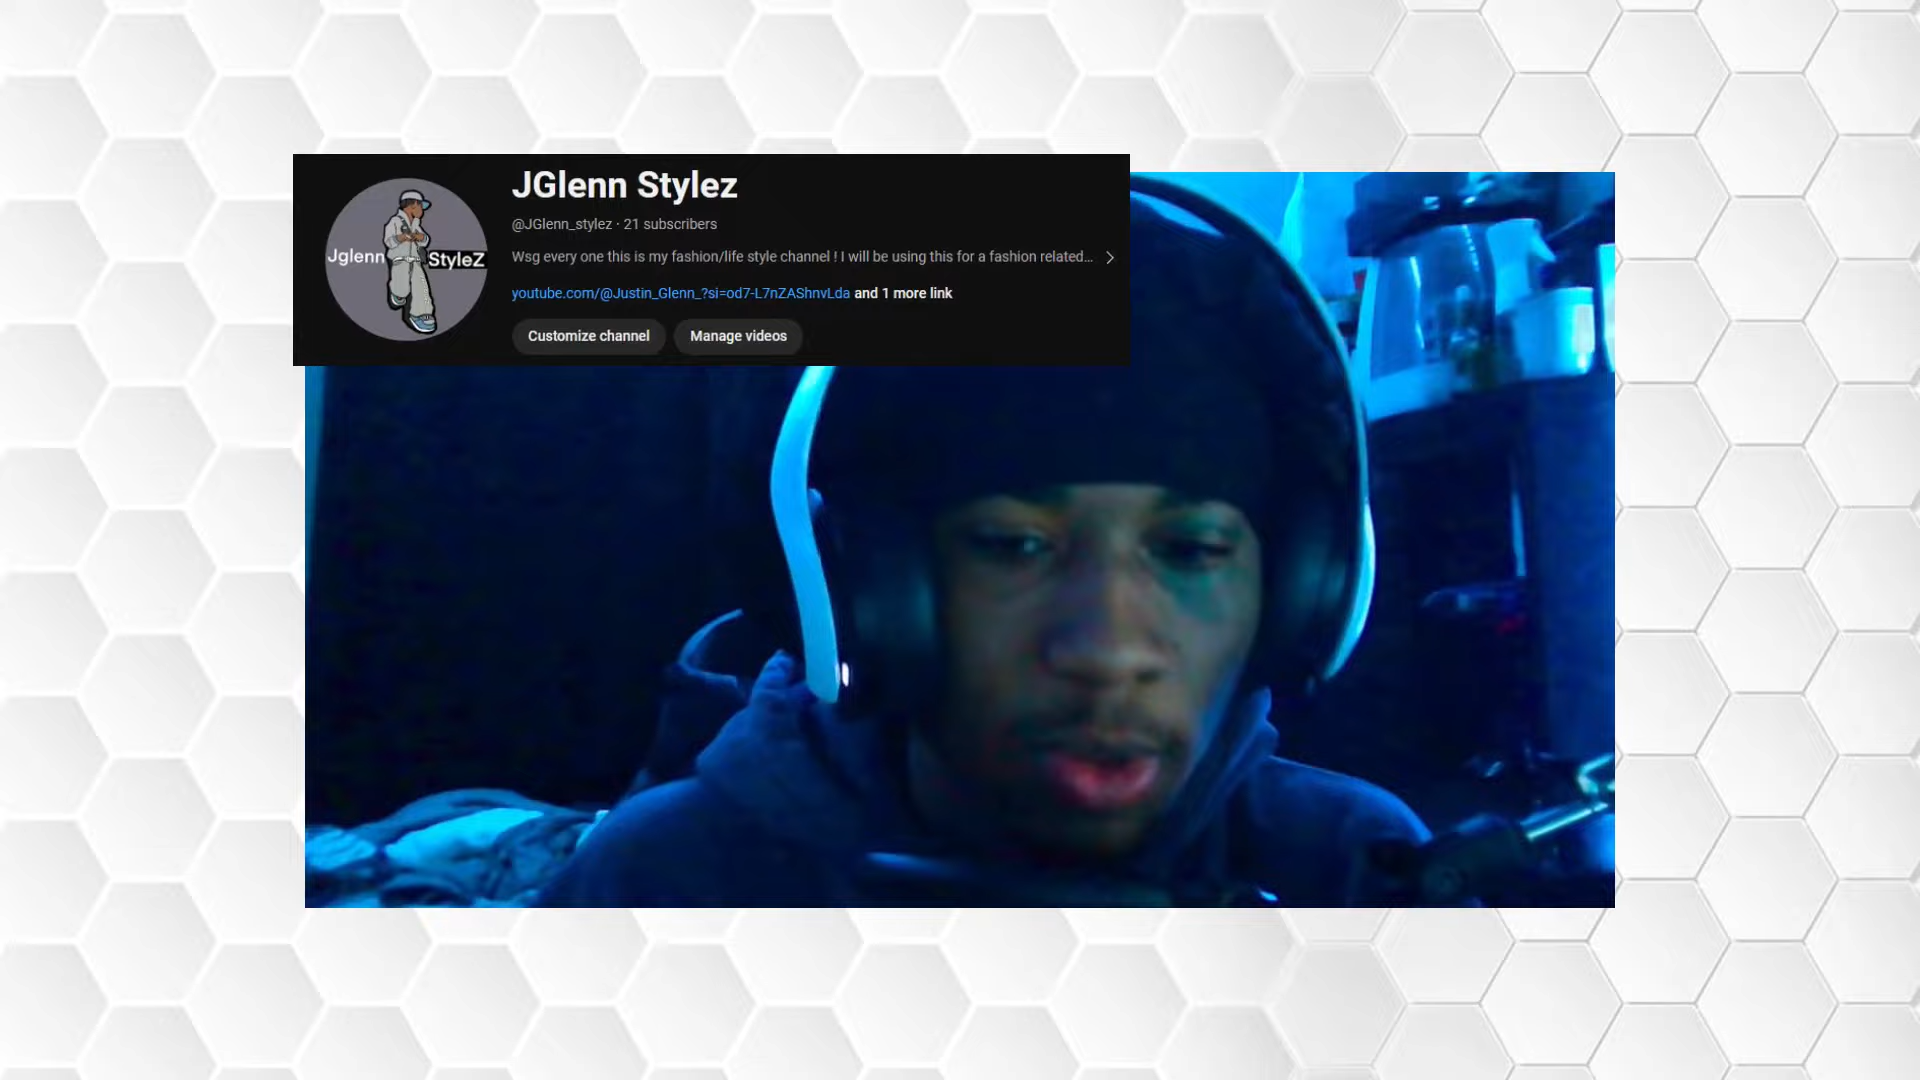 JGlenn Stylez
@JGlenn_stylez · 21 subscribers
Jglenn StyleZ
Wsg every one this is my fashion/life style channel ! I will be using this for a fashion related...
youtube.com/@Justin_Glenn_?si=od7-L7nZAShnvLda and 1 more link
Customize channel Manage videos